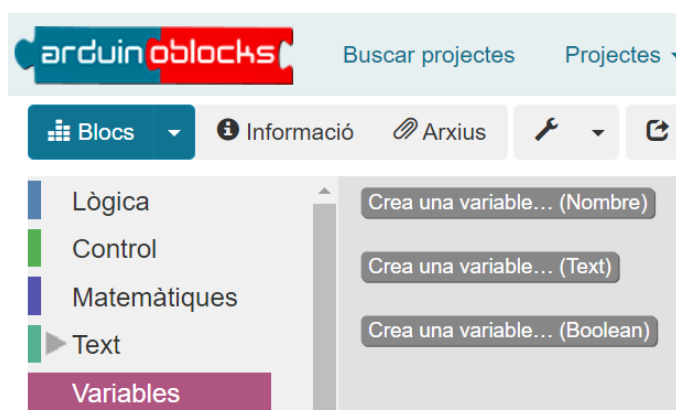 arduinoblocks
Buscar projectes Projectes
Blocs Informació Arxius
Lògica
Control
Matemàtiques
Text
Variables
Crea una variable… (Nombre)
Crea una variable… (Text)
Crea una variable… (Boolean)